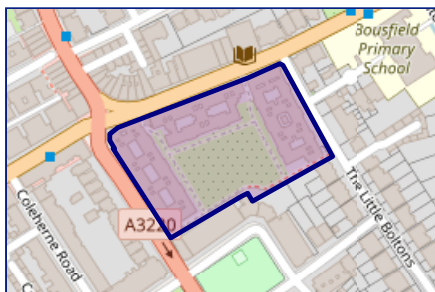 Bousfield
Primary
School
The Little Boltons
A3220
Coleherne Road